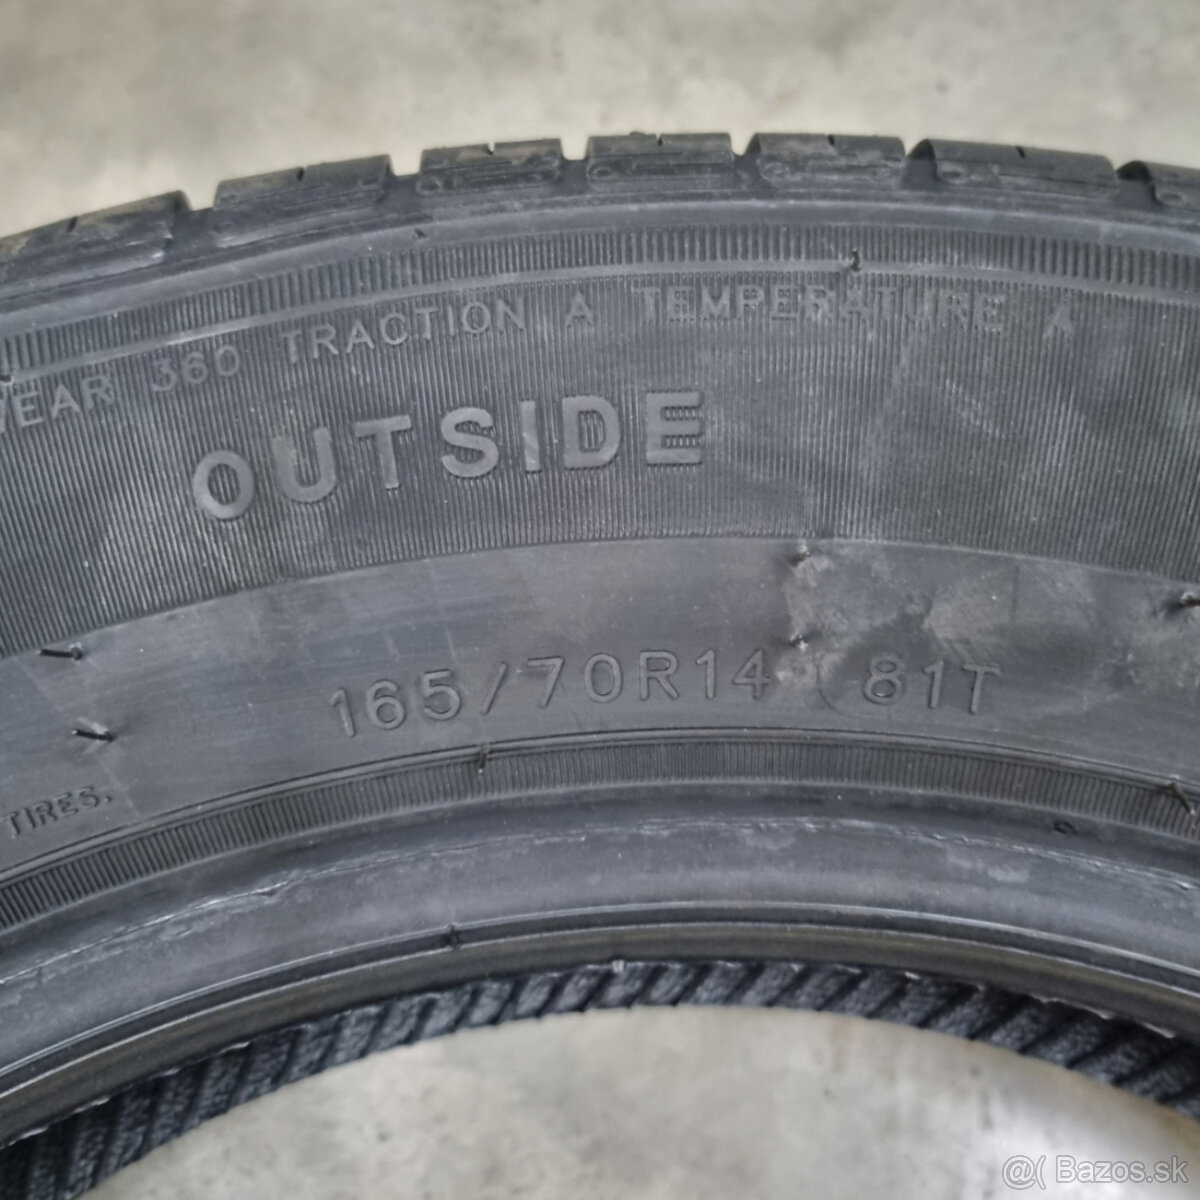 WEAR 360 TRACTION A TEMPERATURE A
OUTSIDE
165/70R14 81T
TIRES.
@( Bazos.sk